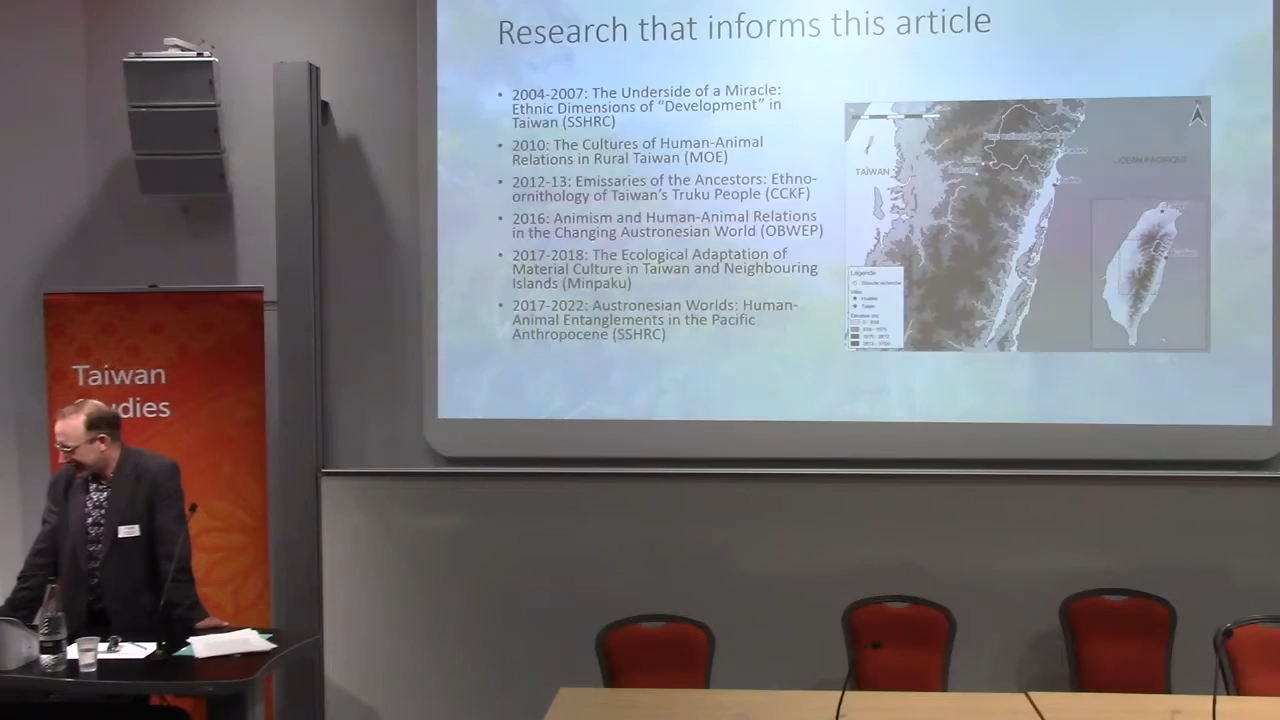 Research that informs this article
• 2004-2007: The Underside of a Miracle:
Ethnic Dimensions of “Development” in
Taiwan (SSHRC)
• 2010: The Cultures of Human-Animal
Relations in Rural Taiwan (MOE)
• 2012-13: Emissaries of the Ancestors: Ethno-
ornithology of Taiwan’s Truku People (CCKF)
• 2016: Animism and Human-Animal Relations
in the Changing Austronesian World (OBWEP)
• 2017-2018: The Ecological Adaptation of
Material Culture in Taiwan and Neighbouring
Islands (Minpaku)
• 2017-2022: Austronesian Worlds: Human-
Animal Entanglements in the Pacific
Anthropocene (SSHRC)
TAÏWAN
OCÉAN PACIFIQUE
Légende
Taiwan